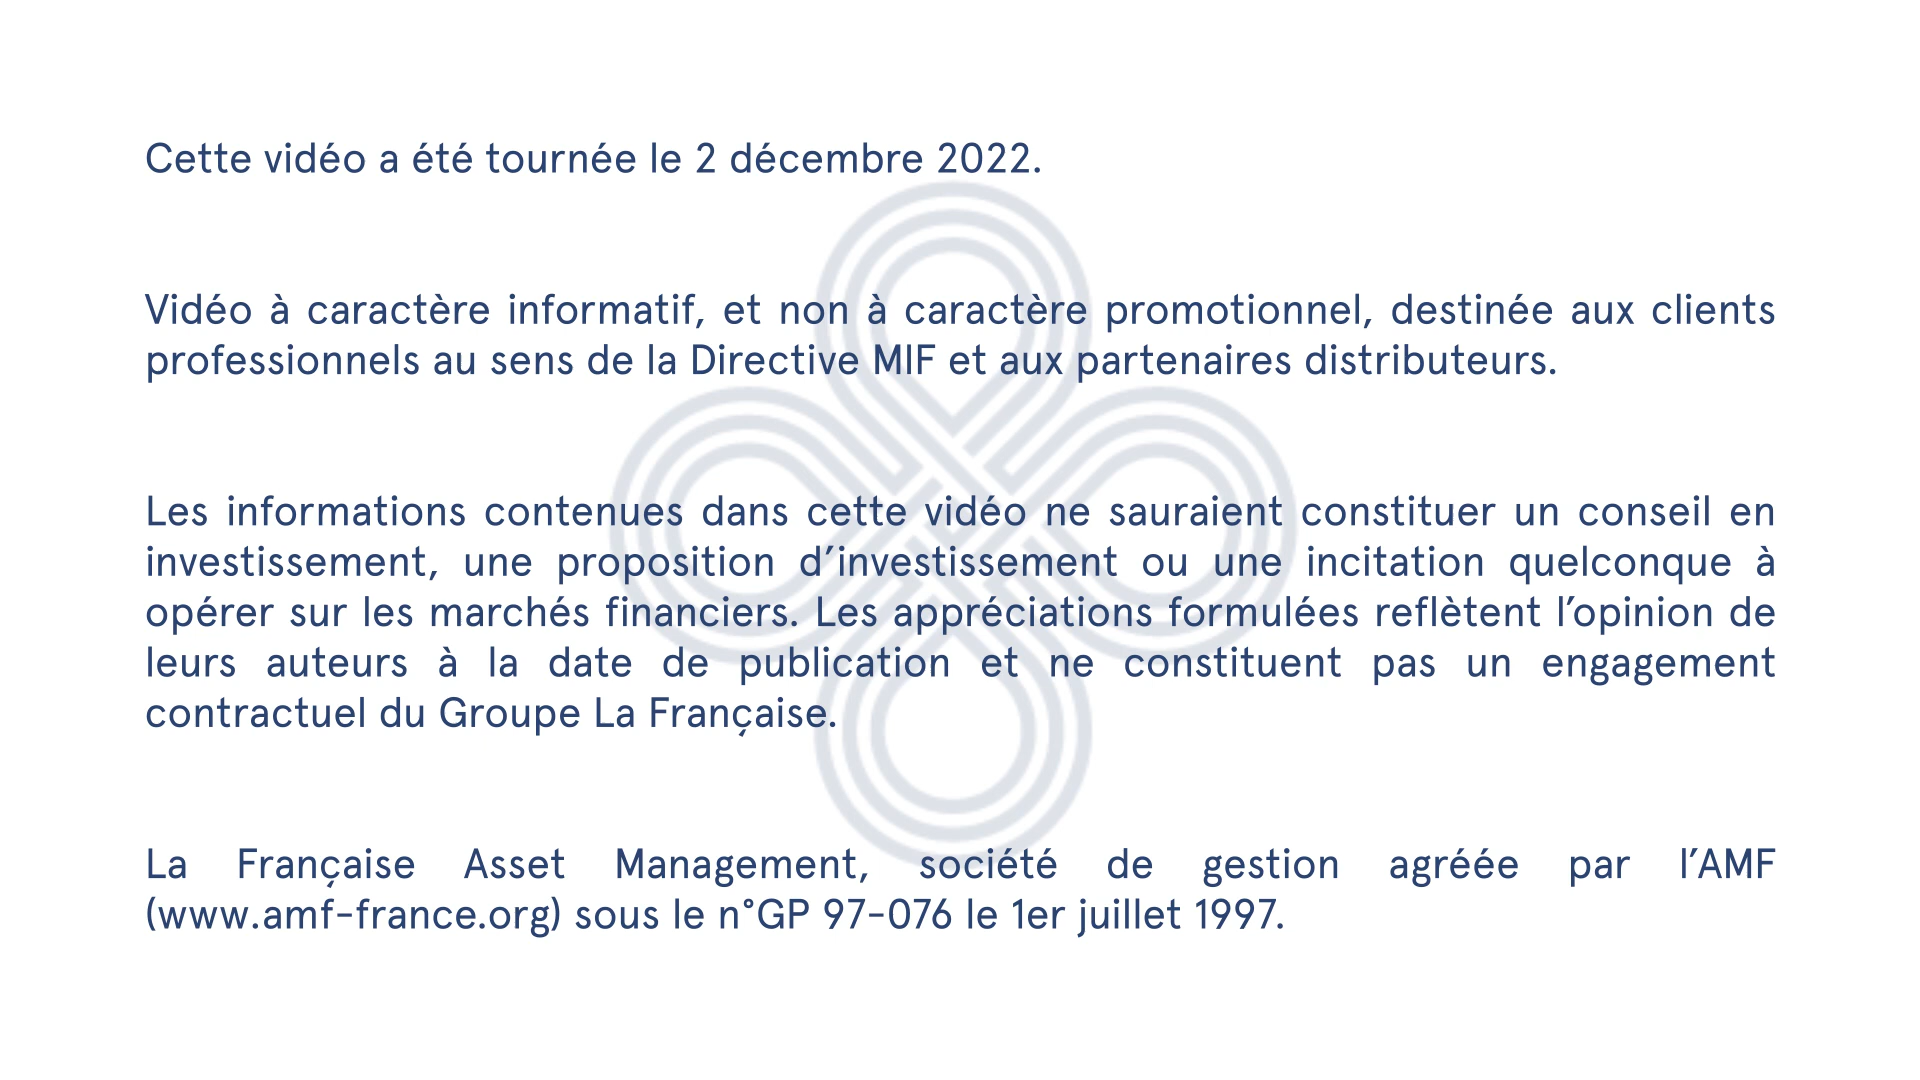 Cette vidéo a été tournée le 2 décembre 2022.
Vidéo à caractère informatif, et non à caractère promotionnel, destinée aux clients
professionnels au sens de la Directive MIF et aux partenaires distributeurs.
Les informations contenues dans cette vidéo ne sauraient constituer un conseil en
investissement, une proposition d’investissement ou une incitation quelconque à
opérer sur les marchés financiers. Les appréciations formulées reflètent l’opinion de
leurs auteurs à la date de publication et ne constituent pas un engagement
contractuel du Groupe La Française.
La Française Asset Management, société de gestion agréée par l’AMF
(www.amf-france.org) sous le n°GP 97-076 le 1er juillet 1997.